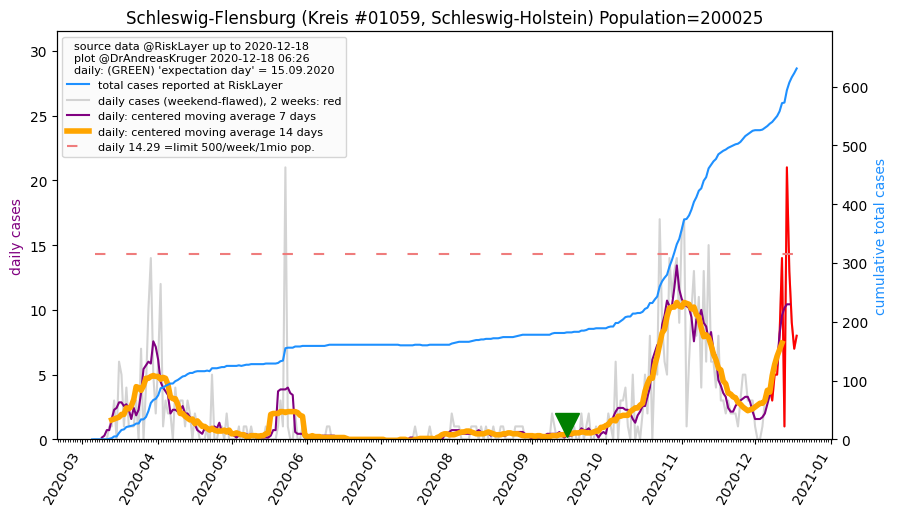 Schleswig-Flensburg (Kreis #01059, Schleswig-Holstein) Population=200025
source data @RiskLayer up to 2020-12-18
plot @DrAndreasKruger 2020-12-18 06:26
daily: (GREEN) 'expectation day' = 15.09.2020
total cases reported at RiskLayer
daily cases (weekend-flawed), 2 weeks: red
daily: centered moving average 7 days
daily: centered moving average 14 days
daily 14.29 =limit 500/week/1mio pop.
daily cases
30
25
20
15
10
5
0
cumulative total cases
600
500
400
300
200
100
0
2020-03
2020-04
2020-05
2020-06
2020-07
2020-08
2020-09
2020-10
2020-11
2020-12
2021-01